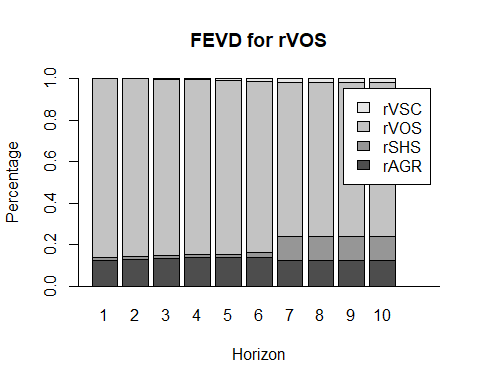 FEVD for rVOS
Percentage
1.0
0.8
0.6
0.4
0.2
0.0
rVSC
rVOS
rSHS
rAGR
1 2 3 4 5 6 7 8 9 10
Horizon